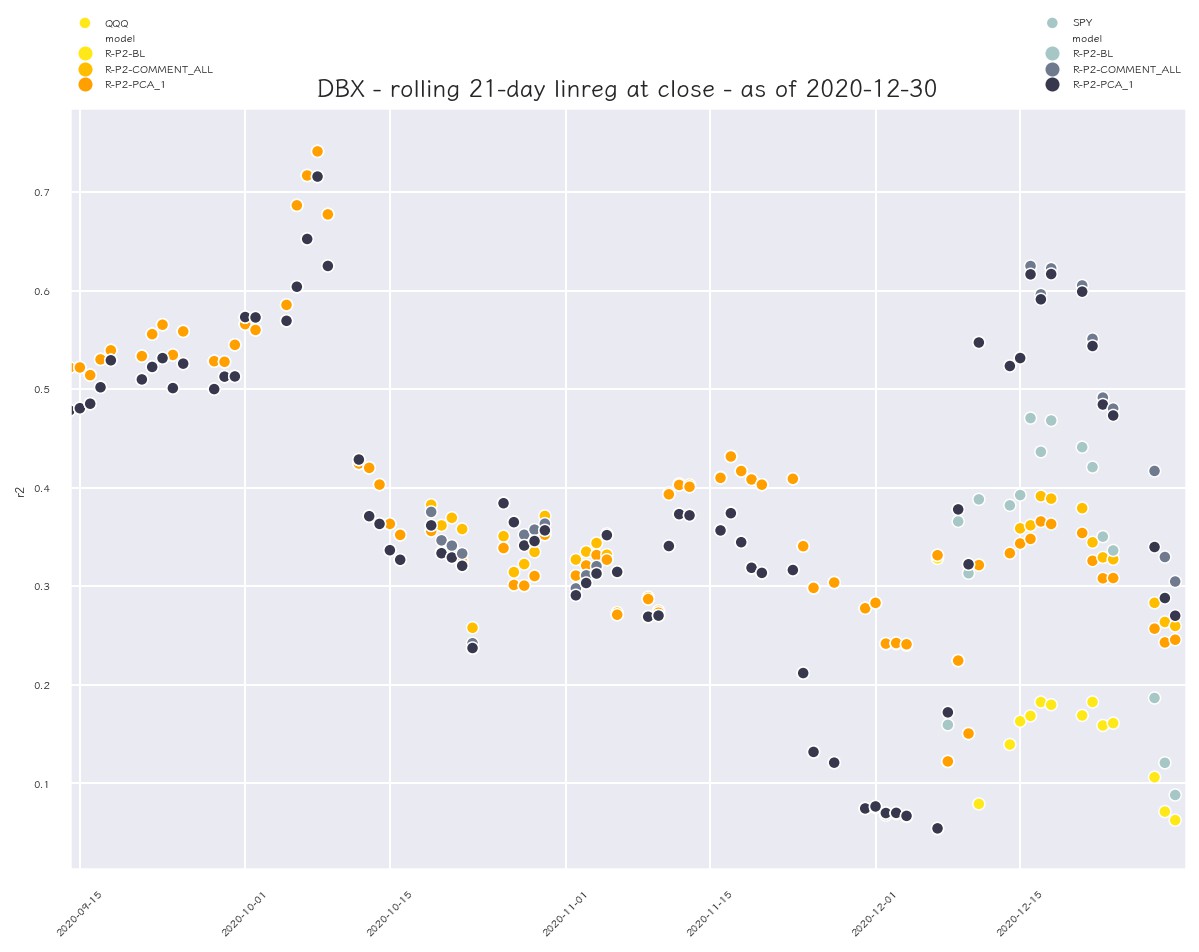 QQQ
model
R-P2-BL
R-P2-COMMENT_ALL
R-P2-PCA_1
SPY
model
R-P2-BL
R-P2-COMMENT_ALL
R-P2-PCA_1
DBX - rolling 21-day linreg at close - as of 2020-12-30
0.7
0.6
0.5
0.4
0.3
0.2
0.1
r2
2020-09-15
2020-10-01
2020-10-15
2020-11-01
2020-11-15
2020-12-01
2020-12-15